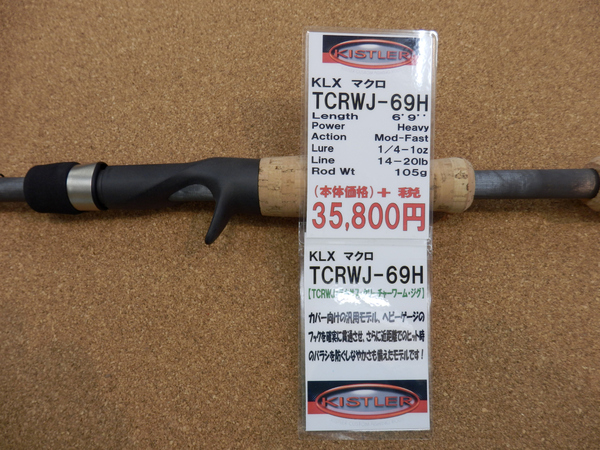 KISTLER
KLX マクロ
TCRWJ-69H
Length 6'9''
Power Heavy
Action Mod-Fast
Lure 1/4-1oz
Line 14-20lb
Rod Wt 105g
(本体価格)+税
35,800円
KLX マクロ
TCRWJ-69H
カバー向けの汎用モデル、ヘビーゲージの
フックを確実に貫通させ、さらに近距離でのヒット時
のバラシを防ぐしなやかさも備えたモデルです!
KISTLER